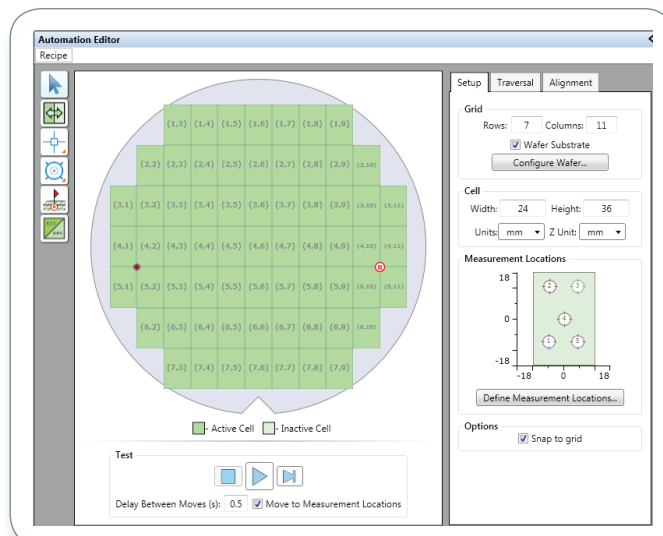 Automation Editor
Recipe
Setup Traversal Alignment
(1,3) (1,4) (1,5) (1,6) (1,7) (1,8) (1,9)
(2,2) (2,3) (2,4) (2,5) (2,6) (2,7) (2,8) (2,9) (2,10)
(3,1) (3,2) (3,3) (3,4) (3,5) (3,6) (3,7) (3,8) (3,9) (3,10) (3,11)
(4,1) (4,2) (4,3) (4,4) (4,5) (4,6) (4,7) (4,8) (4,9) (4,10) (4,11)
R
(5,1) (5,2) (5,3) (5,4) (5,5) (5,6) (5,7) (5,8) (5,9) (5,10) (5,11)
(6,2) (6,3) (6,4) (6,5) (6,6) (6,7) (6,8) (6,9) (6,10)
(7,3) (7,4) (7,5) (7,6) (7,7) (7,8) (7,9)
- Active Cell - Inactive Cell
Test
Delay Between Moves (s): 0.5 Move to Measurement Locations
Grid
Rows: 7 Columns: 11
Wafer Substrate
Configure Wafer...
Cell
Width: 24 Height: 36
Units: mm Z Unit: mm
Measurement Locations
18
2 3
0
4
1 5
-18
-18 0 18
Define Measurement Locations...
Options
Snap to grid